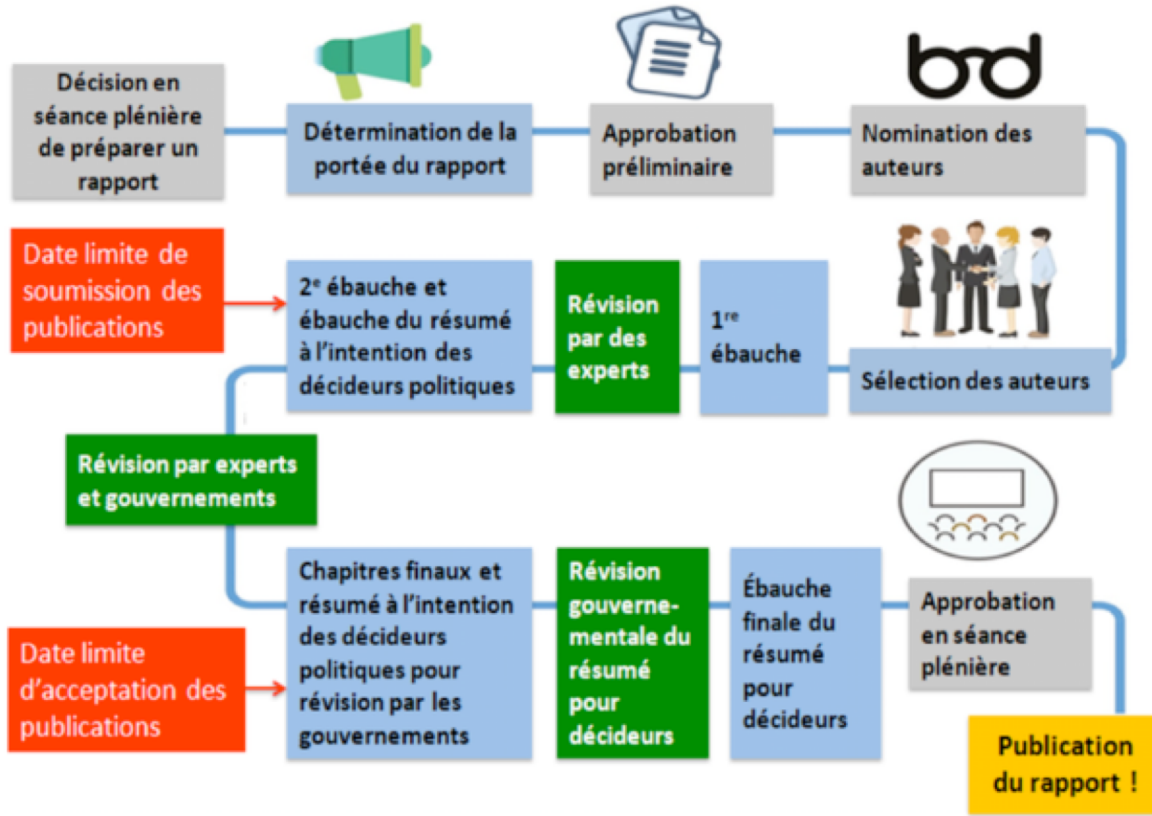 Décision en
séance plénière
de préparer un
rapport
Détermination de la
portée du rapport
Approbation
préliminaire
Nomination des
auteurs
Sélection des auteurs
1re
ébauche
Révision
par des
experts
2e ébauche et
ébauche du résumé
à l'intention des
décideurs politiques
Date limite de
soumission des
publications
Révision par experts
et gouvernements
Chapitres finaux et
résumé à l'intention
des décideurs
politiques pour
révision par les
gouvernements
Date limite
d'acceptation des
publications
Révision
gouverne-
mentale du
résumé
pour
décideurs
Ébauche
finale du
résumé
pour
décideurs
Approbation
en séance
plénière
Publication
du rapport !